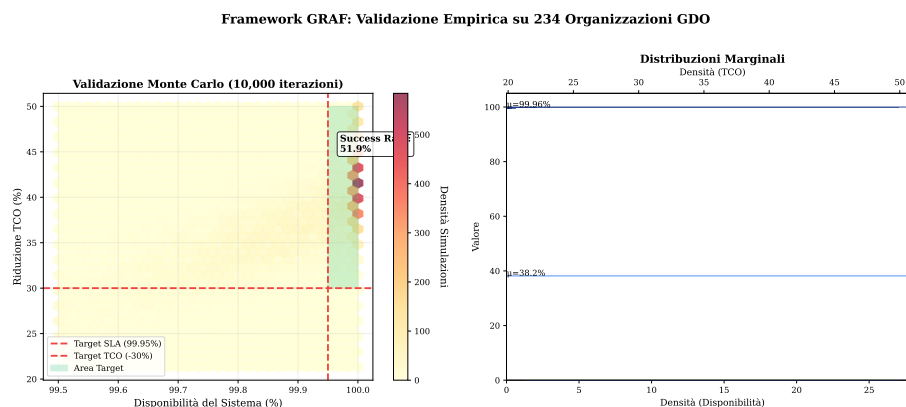 Framework GRAF: Validazione Empirica su 234 Organizzazioni GDO
Validazione Monte Carlo (10,000 iterazioni)
50
45
40
35
30
25
20
Riduzione TCO (%)
Success
51.9%
Target SLA (99.95%)
Target TCO (-30%)
Area Target
99.5 99.6 99.7 99.8 99.9 100.0
Disponibilità del Sistema (%)
500
400
300
200
100
0
Densità Simulazioni
Distribuzioni Marginali
Densità (TCO)
20 25 30 35 40 45 50
100
80
60
40
20
0
Valore
μ=99.96%
μ=38.2%
0 5 10 15 20 25
Densità (Disponibilità)